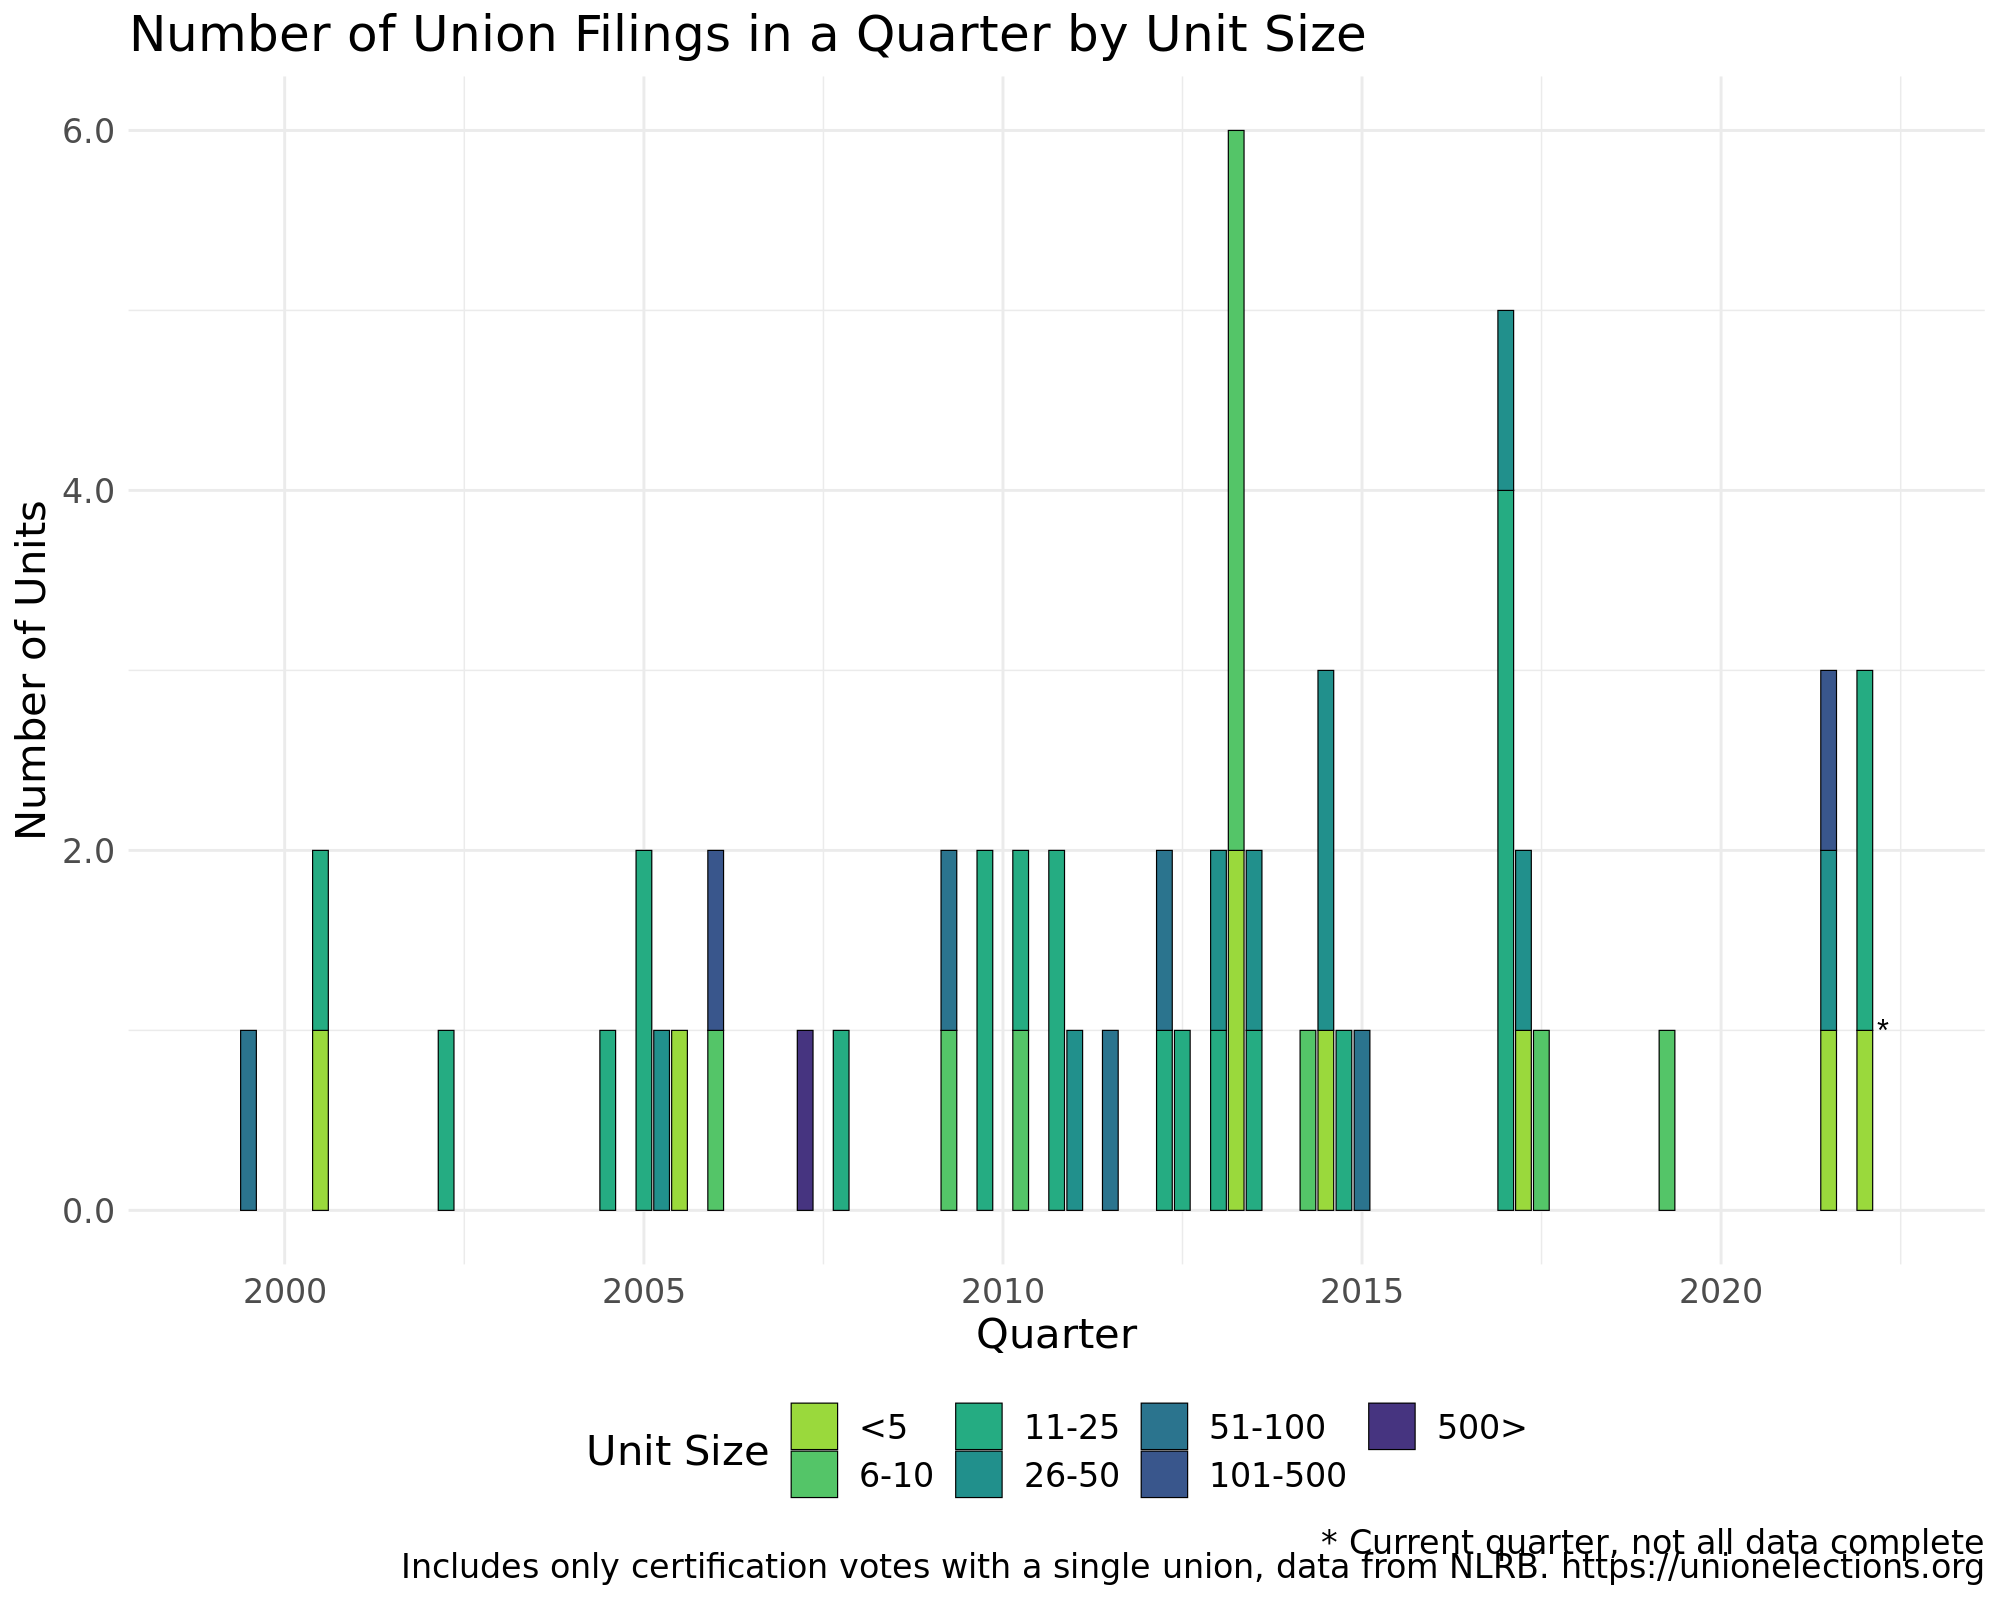 Number of Union Filings in a Quarter by Unit Size
6.0
4.0
2.0
0.0
Number of Units
*
2000 2005 2010 2015 2020
Quarter
Unit Size
<5 11-25 51-100 500>
6-10 26-50 101-500
* Current quarter, not all data complete
Includes only certification votes with a single union, data from NLRB. https://unionelections.org